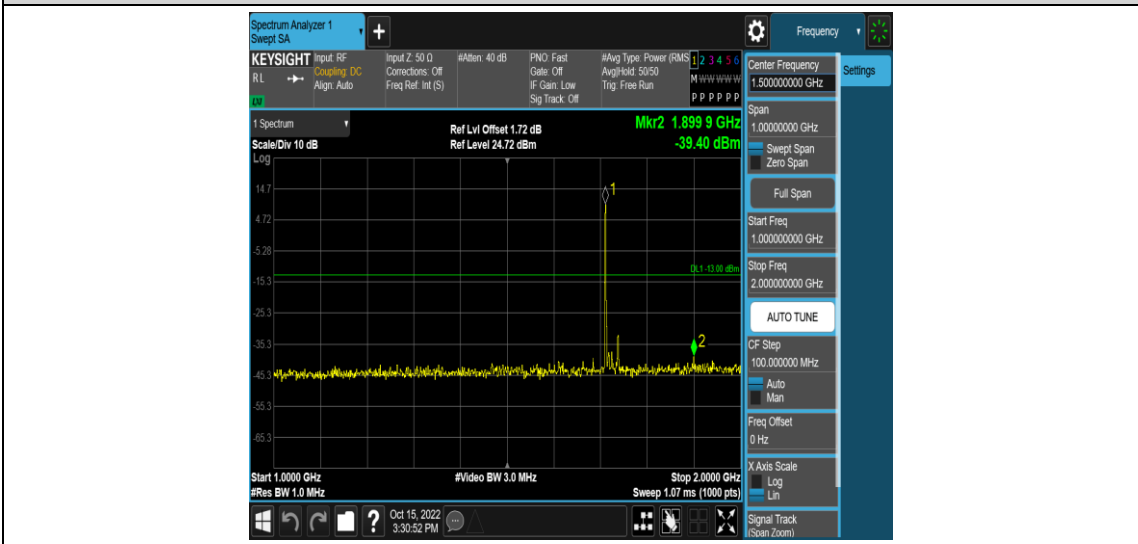 Spectrum Analyzer 1
Swept SA
+
Frequency
KEYSIGHT
RL
LXI
Input: RF
Coupling: DC
Align: Auto
Input Z: 50 Ω
Corrections: Off
Freq Ref: Int (S)
#Atten: 40 dB
PNO: Fast
Gate: Off
IF Gain: Low
Sig Track: Off
#Avg Type: Power (RMS
Avg|Hold: 50/50
Trig: Free Run
1 2 3 4 5 6
M W W W W W
P P P P P P
1 Spectrum
Scale/Div 10 dB
Log
Ref Lvl Offset 1.72 dB
Ref Level 24.72 dBm
Mkr2 1.899 9 GHz
-39.40 dBm
14.7
4.72
-5.28
-15.3
-25.3
-35.3
-45.3
-55.3
-65.3
1
DL1 -13.00 dBm
2
Start 1.0000 GHz
#Res BW 1.0 MHz
#Video BW 3.0 MHz
Stop 2.0000 GHz
Sweep 1.07 ms (1000 pts)
Oct 15, 2022
3:30:52 PM
?
Center Frequency
1.500000000 GHz
Settings
Span
1.00000000 GHz
Swept Span
Zero Span
Full Span
Start Freq
1.000000000 GHz
Stop Freq
2.000000000 GHz
AUTO TUNE
CF Step
100.000000 MHz
Auto
Man
Freq Offset
0 Hz
X Axis Scale
Log
Lin
Signal Track
(Span Zoom)